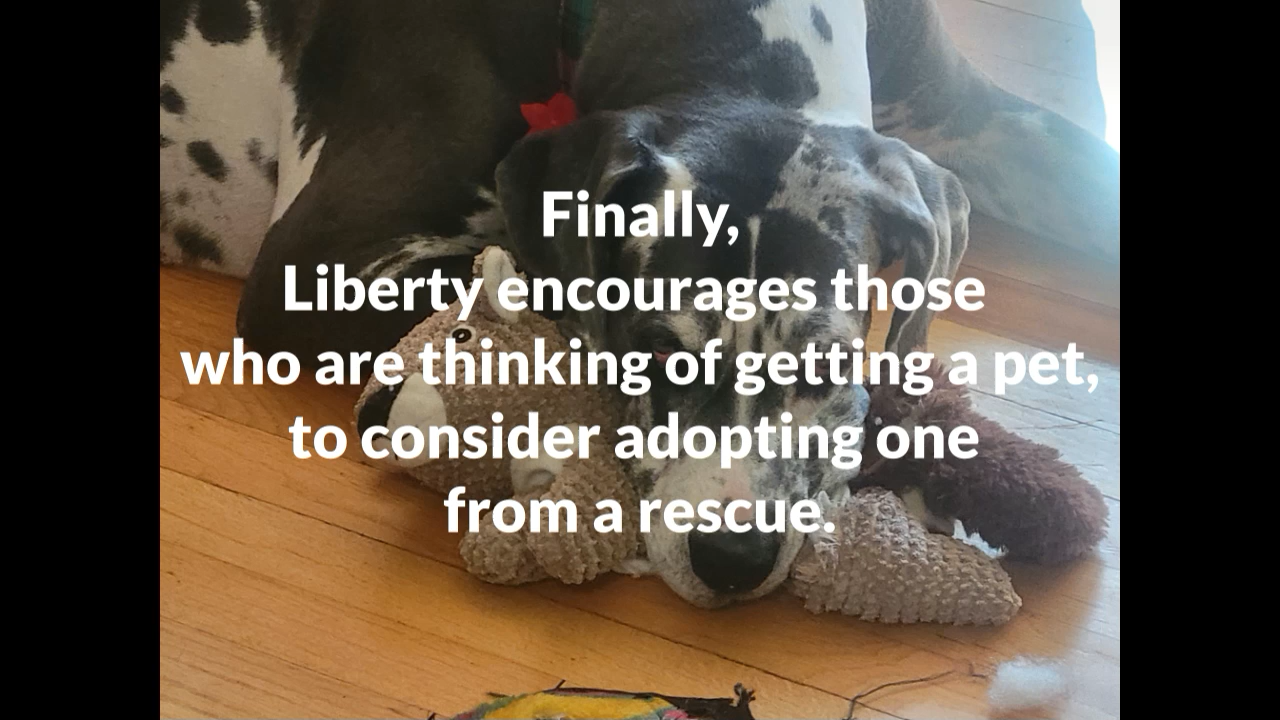 Finally,
Liberty encourages those
who are thinking of getting a pet,
to consider adopting one
from a rescue.